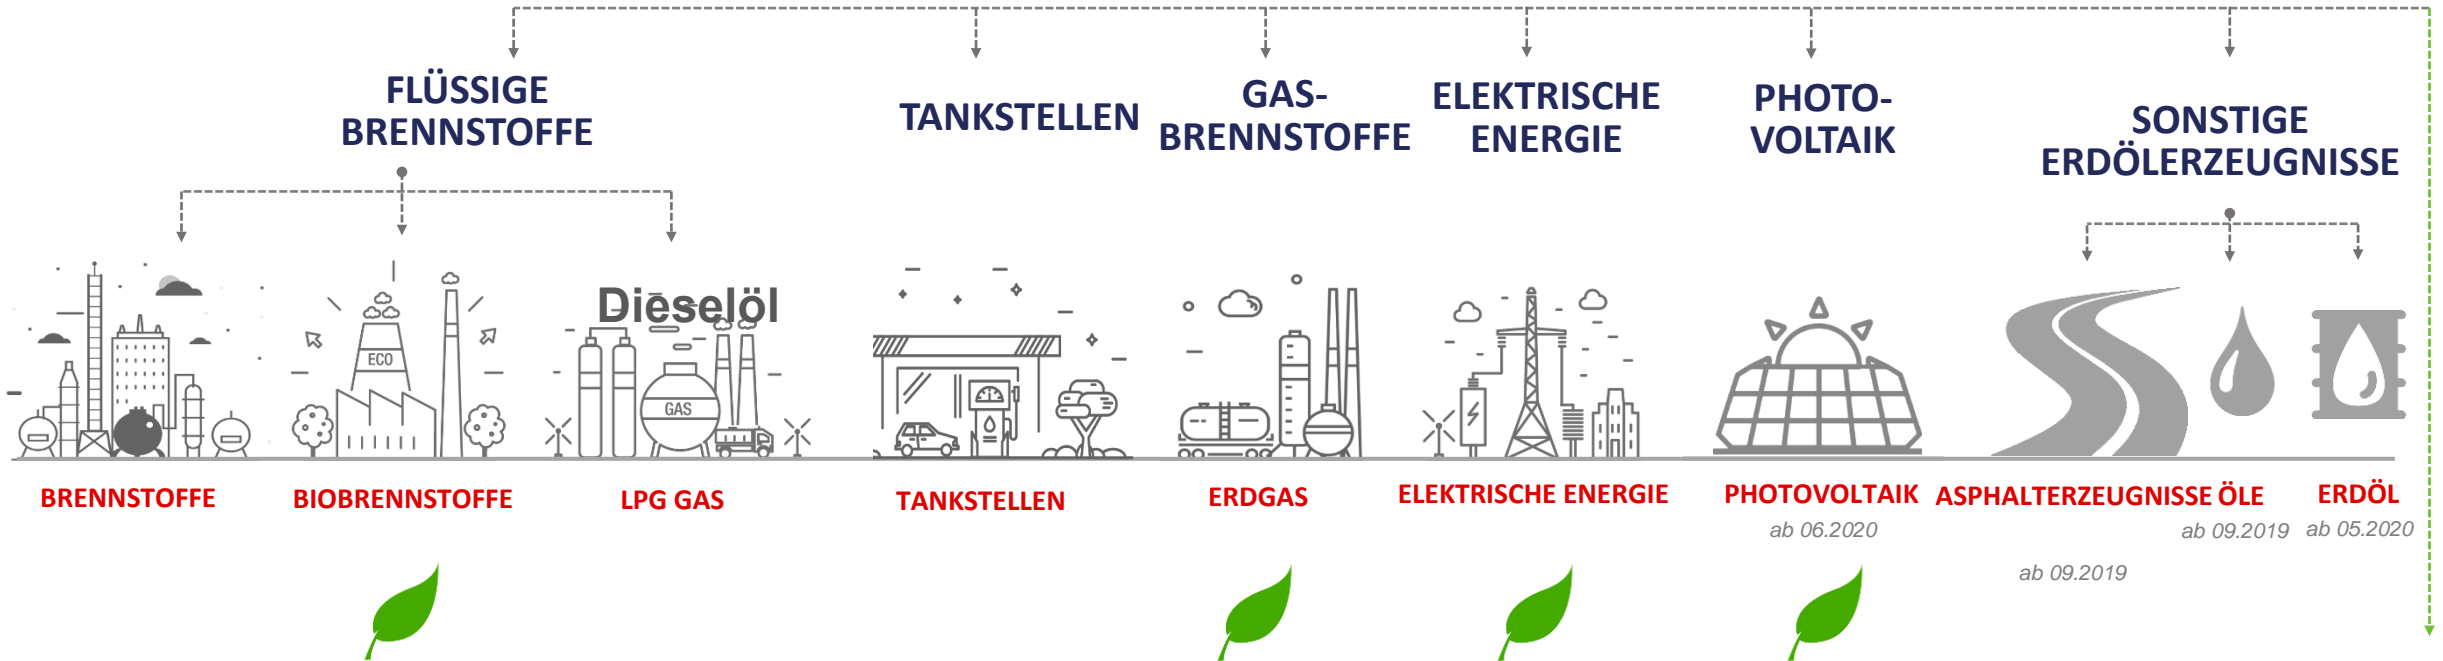 FLÜSSIGE
BRENNSTOFFE
TANKSTELLEN
GAS-
BRENNSTOFFE
ELEKTRISCHE
ENERGIE
PHOTO-
VOLTAIK
SONSTIGE
ERDÖLERZEUGNISSE
Dieselöl
ECO
GAS
BRENNSTOFFE
BIOBRENNSTOFFE
LPG GAS
TANKSTELLEN
ERDGAS
ELEKTRISCHE ENERGIE
PHOTOVOLTAIK
ab 06.2020
ASPHALTERZEUGNISSE
ab 09.2019
ÖLE
ab 09.2019
ERDÖL
ab 05.2020